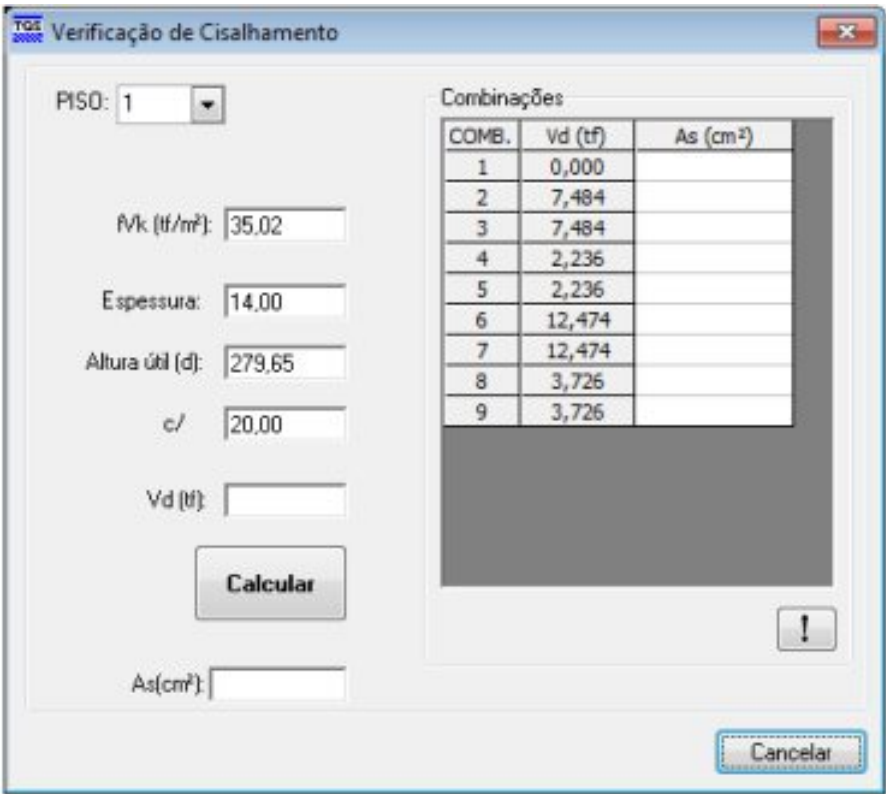 TQS Verificação de Cisalhamento
PISO: 1
fVk (tf/m²): 35,02
Espessura: 14,00
Altura útil (d): 279,65
c/ 20,00
Vd (tf):
Calcular
As(cm²):
Combinações
COMB. Vd (tf) As (cm²)
1 0,000
2 7,484
3 7,484
4 2,236
5 2,236
6 12,474
7 12,474
8 3,726
9 3,726
!
Cancelar